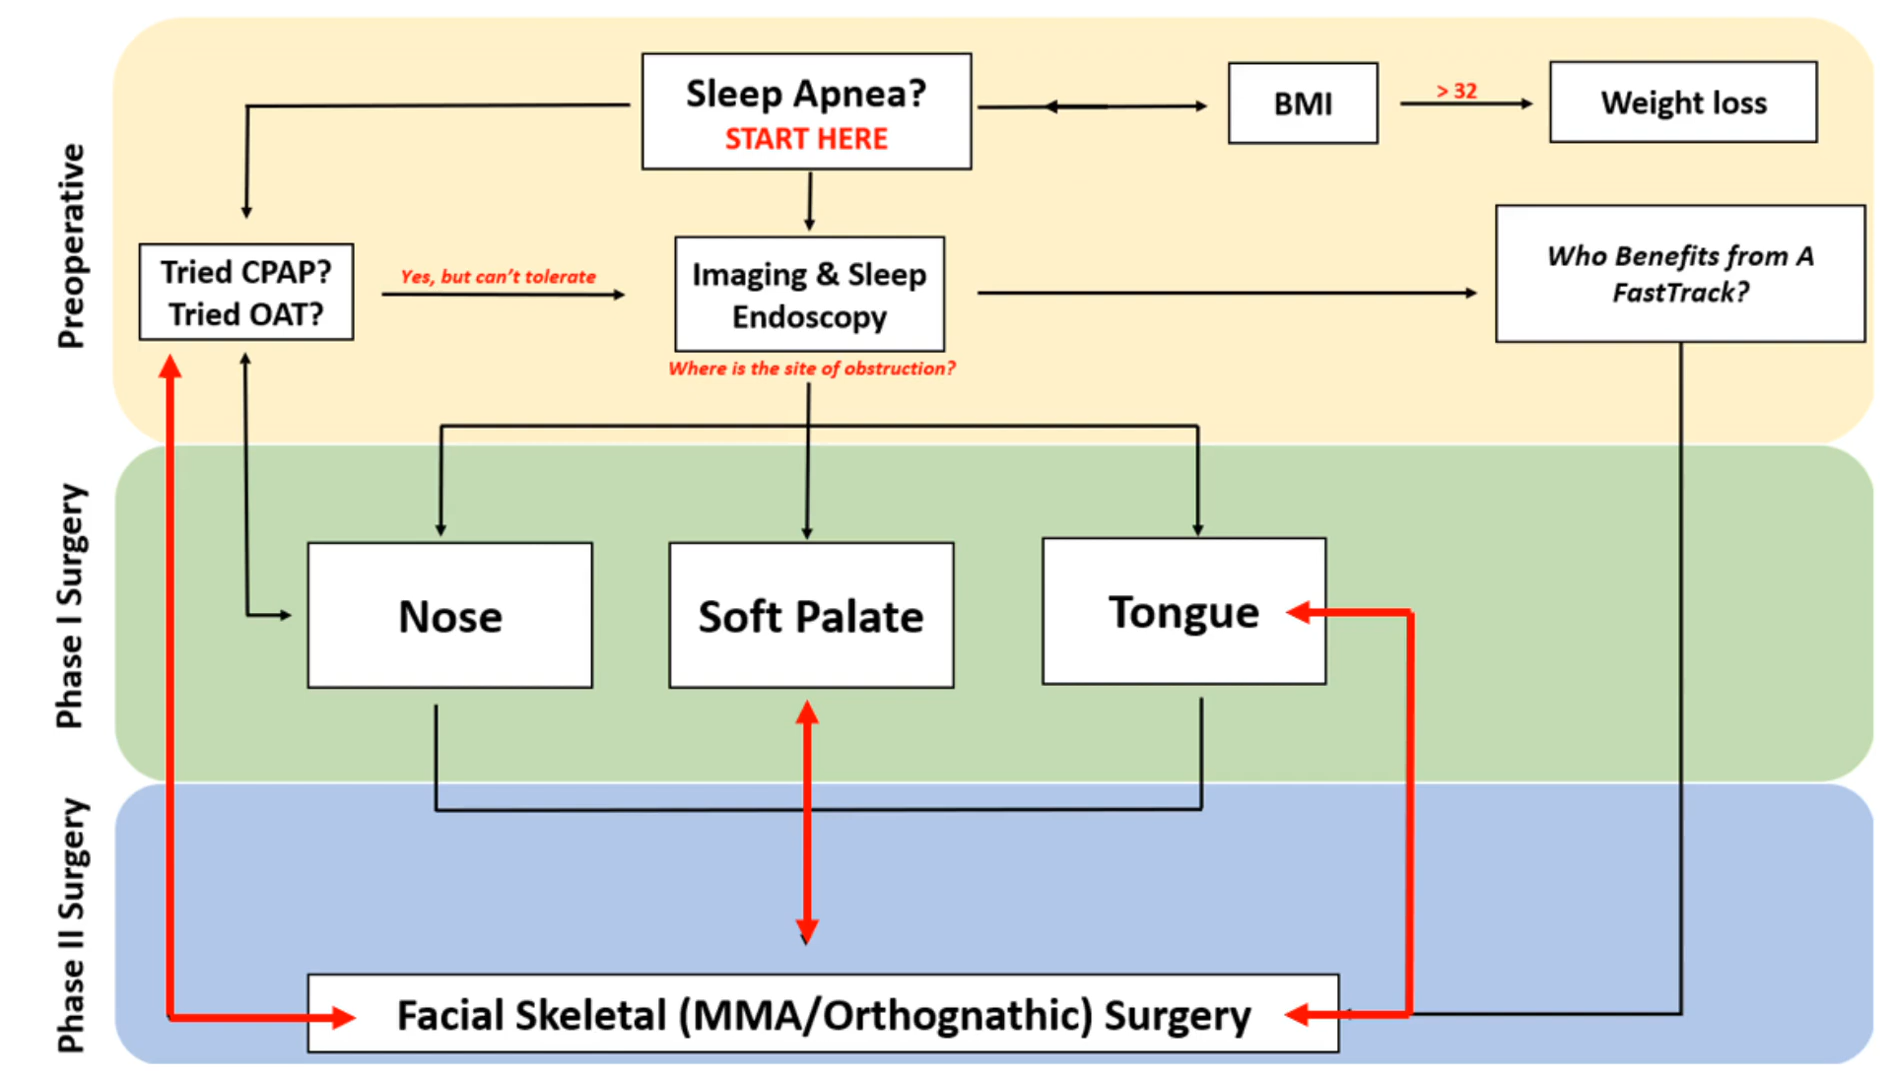 Preoperative
Sleep Apnea?
START HERE
BMI
> 32
Weight loss
Tried CPAP?
Tried OAT?
Yes, but can't tolerate
Imaging & Sleep
Endoscopy
Where is the site of obstruction?
Who Benefits from A
FastTrack?
Phase I Surgery
Nose
Soft Palate
Tongue
Phase II Surgery
Facial Skeletal (MMA/Orthognathic) Surgery